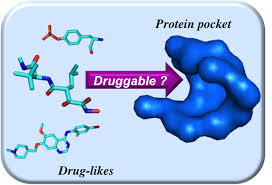 Protein pocket
Druggable ?
Drug-likes